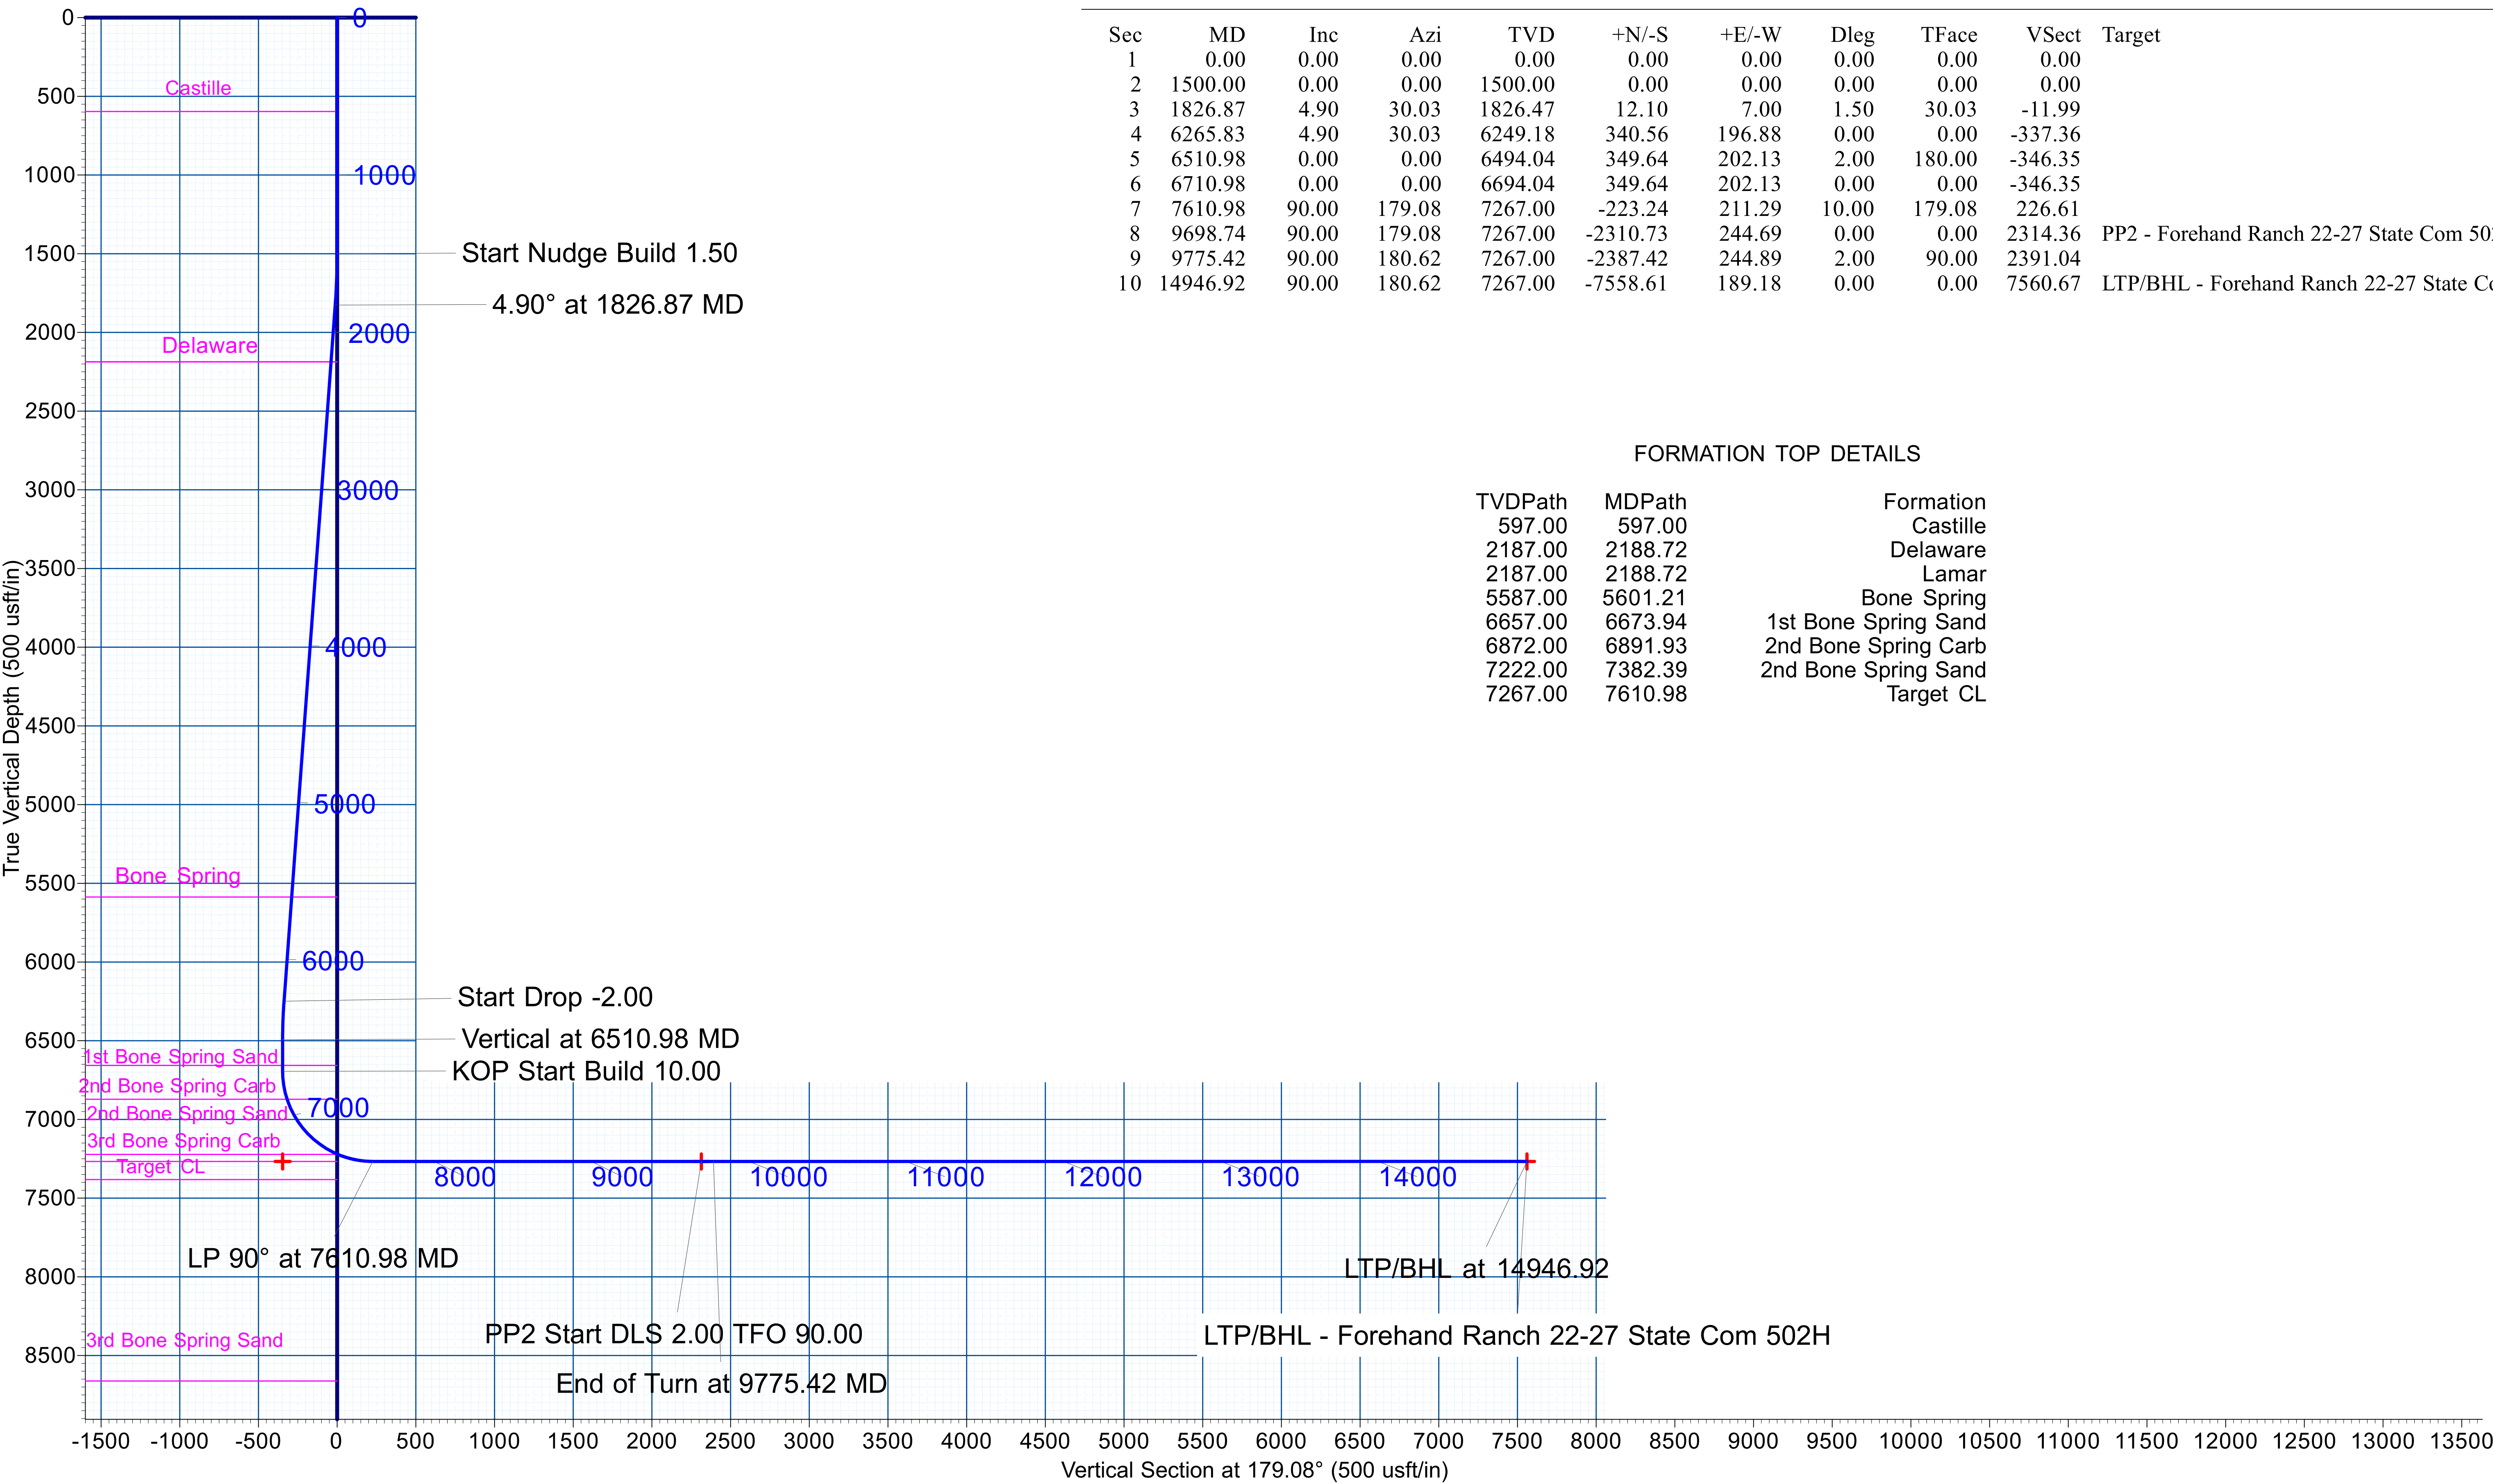 Sec MD Inc Azi TVD +N/-S +E/-W Dleg TFace VSect Target
1 0.00 0.00 0.00 0.00 0.00 0.00 0.00 0.00 0.00
2 1500.00 0.00 0.00 1500.00 0.00 0.00 0.00 0.00 0.00
3 1826.87 4.90 30.03 1826.47 12.10 7.00 1.50 30.03 -11.99
4 6265.83 4.90 30.03 6249.18 340.56 196.88 0.00 0.00 -337.36
5 6510.98 0.00 0.00 6494.04 349.64 202.13 2.00 180.00 -346.35
6 6710.98 0.00 0.00 6694.04 349.64 202.13 0.00 0.00 -346.35
7 7610.98 90.00 179.08 7267.00 -223.24 211.29 10.00 179.08 226.61
8 9698.74 90.00 179.08 7267.00 -2310.73 244.69 0.00 0.00 2314.36 PP2 - Forehand Ranch 22-27 State Com
9 9775.42 90.00 180.62 7267.00 -2387.42 244.89 2.00 90.00 2391.04
10 14946.92 90.00 180.62 7267.00 -7558.61 189.18 0.00 0.00 7560.67 LTP/BHL - Forehand Ranch 22-27 State
FORMATION TOP DETAILS
TVDPath MDPath Formation
597.00 597.00 Castille
2187.00 2188.72 Delaware
2187.00 2188.72 Lamar
5587.00 5601.21 Bone Spring
6657.00 6673.94 1st Bone Spring Sand
6872.00 6891.93 2nd Bone Spring Carb
7222.00 7382.39 2nd Bone Spring Sand
7267.00 7610.98 Target CL
True Vertical Depth (500 usft/in)
0
500
1000
1500
2000
2500
3000
3500
4000
4500
5000
5500
6000
6500
7000
7500
8000
8500
Castille
Delaware
Bone Spring
1st Bone Spring Sand
2nd Bone Spring Carb
2nd Bone Spring Sand
3rd Bone Spring Carb
Target CL
3rd Bone Spring Sand
0
1000
2000
3000
4000
5000
6000
7000
8000 9000 10000 11000 12000 13000 14000
Start Nudge Build 1.50
4.90° at 1826.87 MD
Start Drop -2.00
Vertical at 6510.98 MD
KOP Start Build 10.00
LP 90° at 7610.98 MD
LTP/BHL at 14946.92
PP2 Start DLS 2.00 TFO 90.00
LTP/BHL - Forehand Ranch 22-27 State Com 502H
End of Turn at 9775.42 MD
-1500 -1000 -500 0 500 1000 1500 2000 2500 3000 3500 4000 4500 5000 5500 6000 6500 7000 7500 8000 8500 9000 9500 10000 10500 11000 11500 12000 12500 13000 13500
Vertical Section at 179.08° (500 usft/in)